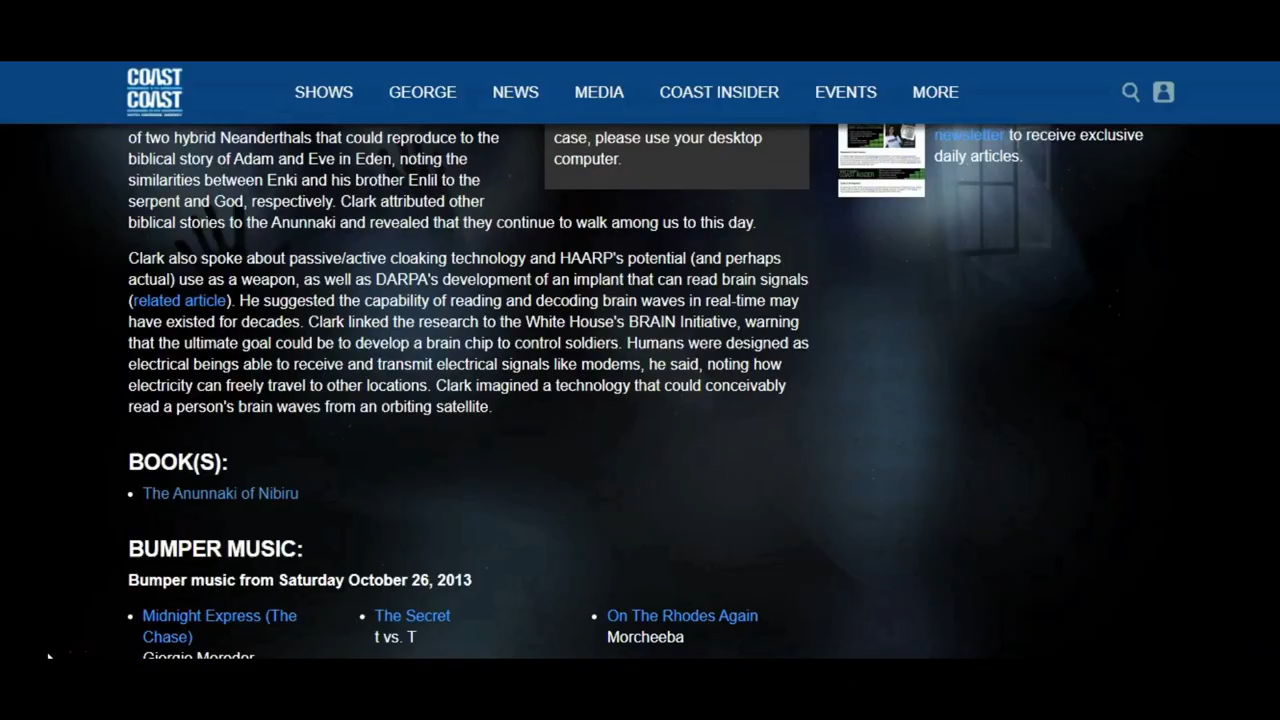 COAST
COAST
SHOWS
GEORGE
NEWS
MEDIA
COAST INSIDER
EVENTS
MORE
of two hybrid Neanderthals that could reproduce to the
biblical story of Adam and Eve in Eden, noting the
similarities between Enki and his brother Enlil to the
serpent and God, respectively. Clark attributed other
biblical stories to the Anunnaki and revealed that they continue to walk among us to this day.
case, please use your desktop
computer.
newsletter to receive exclusive
daily articles.
Clark also spoke about passive/active cloaking technology and HAARP's potential (and perhaps
actual) use as a weapon, as well as DARPA's development of an implant that can read brain signals
(related article). He suggested the capability of reading and decoding brain waves in real-time may
have existed for decades. Clark linked the research to the White House's BRAIN Initiative, warning
that the ultimate goal could be to develop a brain chip to control soldiers. Humans were designed as
electrical beings able to receive and transmit electrical signals like modems, he said, noting how
electricity can freely travel to other locations. Clark imagined a technology that could conceivably
read a person's brain waves from an orbiting satellite.
BOOK(S):
• The Anunnaki of Nibiru
BUMPER MUSIC:
Bumper music from Saturday October 26, 2013
• Midnight Express (The
Chase)
Giorgio Moroder
• The Secret
t vs. T
• On The Rhodes Again
Morcheeba